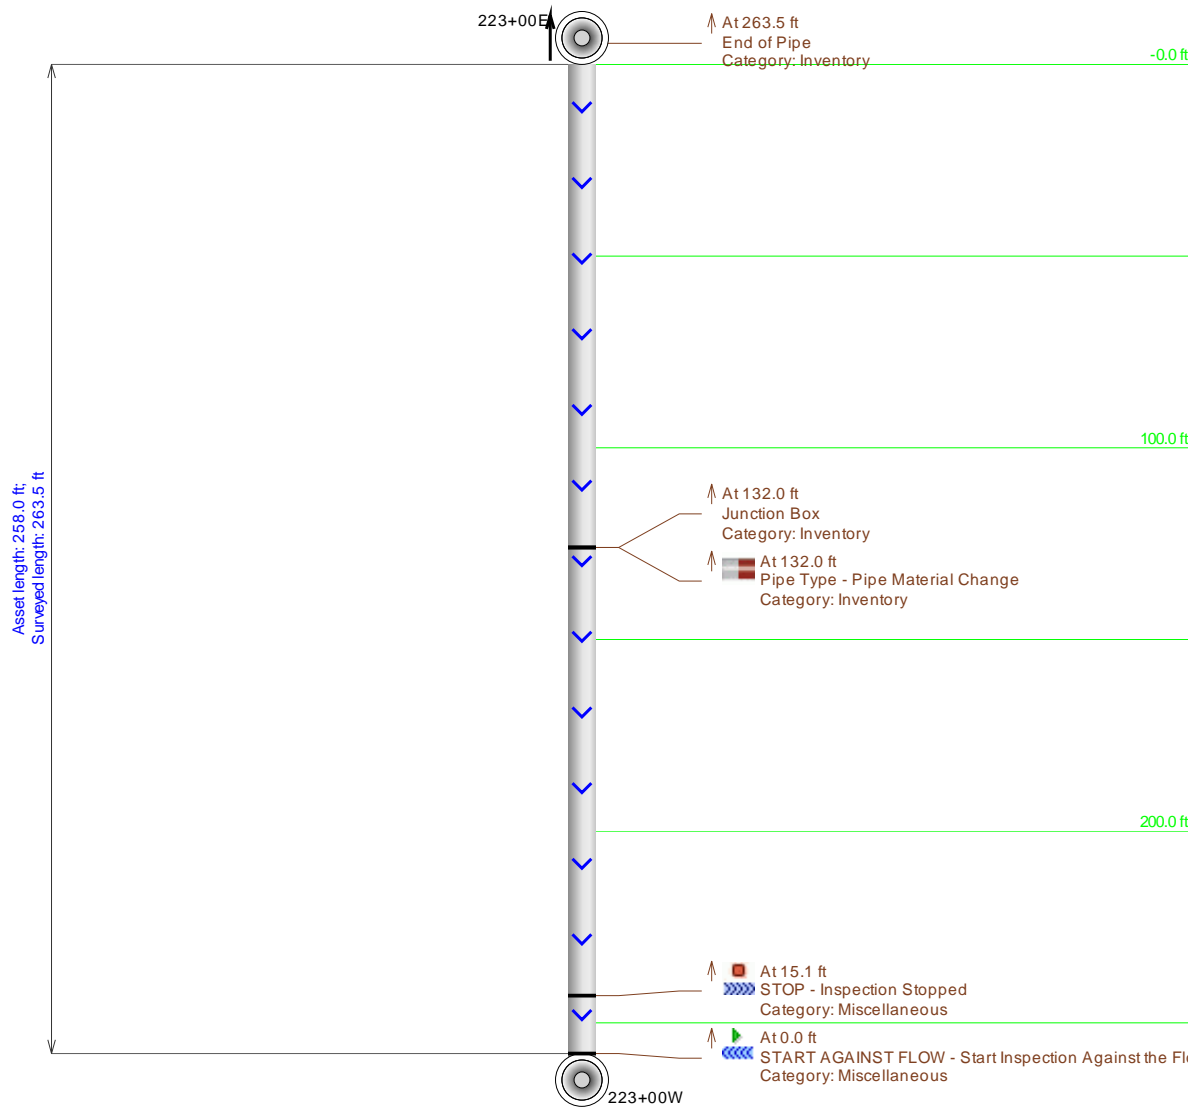 223+00E
At 263.5 ft
End of Pipe
Category: Inventory
-0.0 ft
100.0 ft
Asset length: 258.0 ft;
Surveyed length: 263.5 ft
At 132.0 ft
Junction Box
Category: Inventory
At 132.0 ft
Pipe Type - Pipe Material Change
Category: Inventory
200.0 ft
At 15.1 ft
STOP - Inspection Stopped
Category: Miscellaneous
At 0.0 ft
START AGAINST FLOW - Start Inspection Against the Flo
Category: Miscellaneous
223+00W